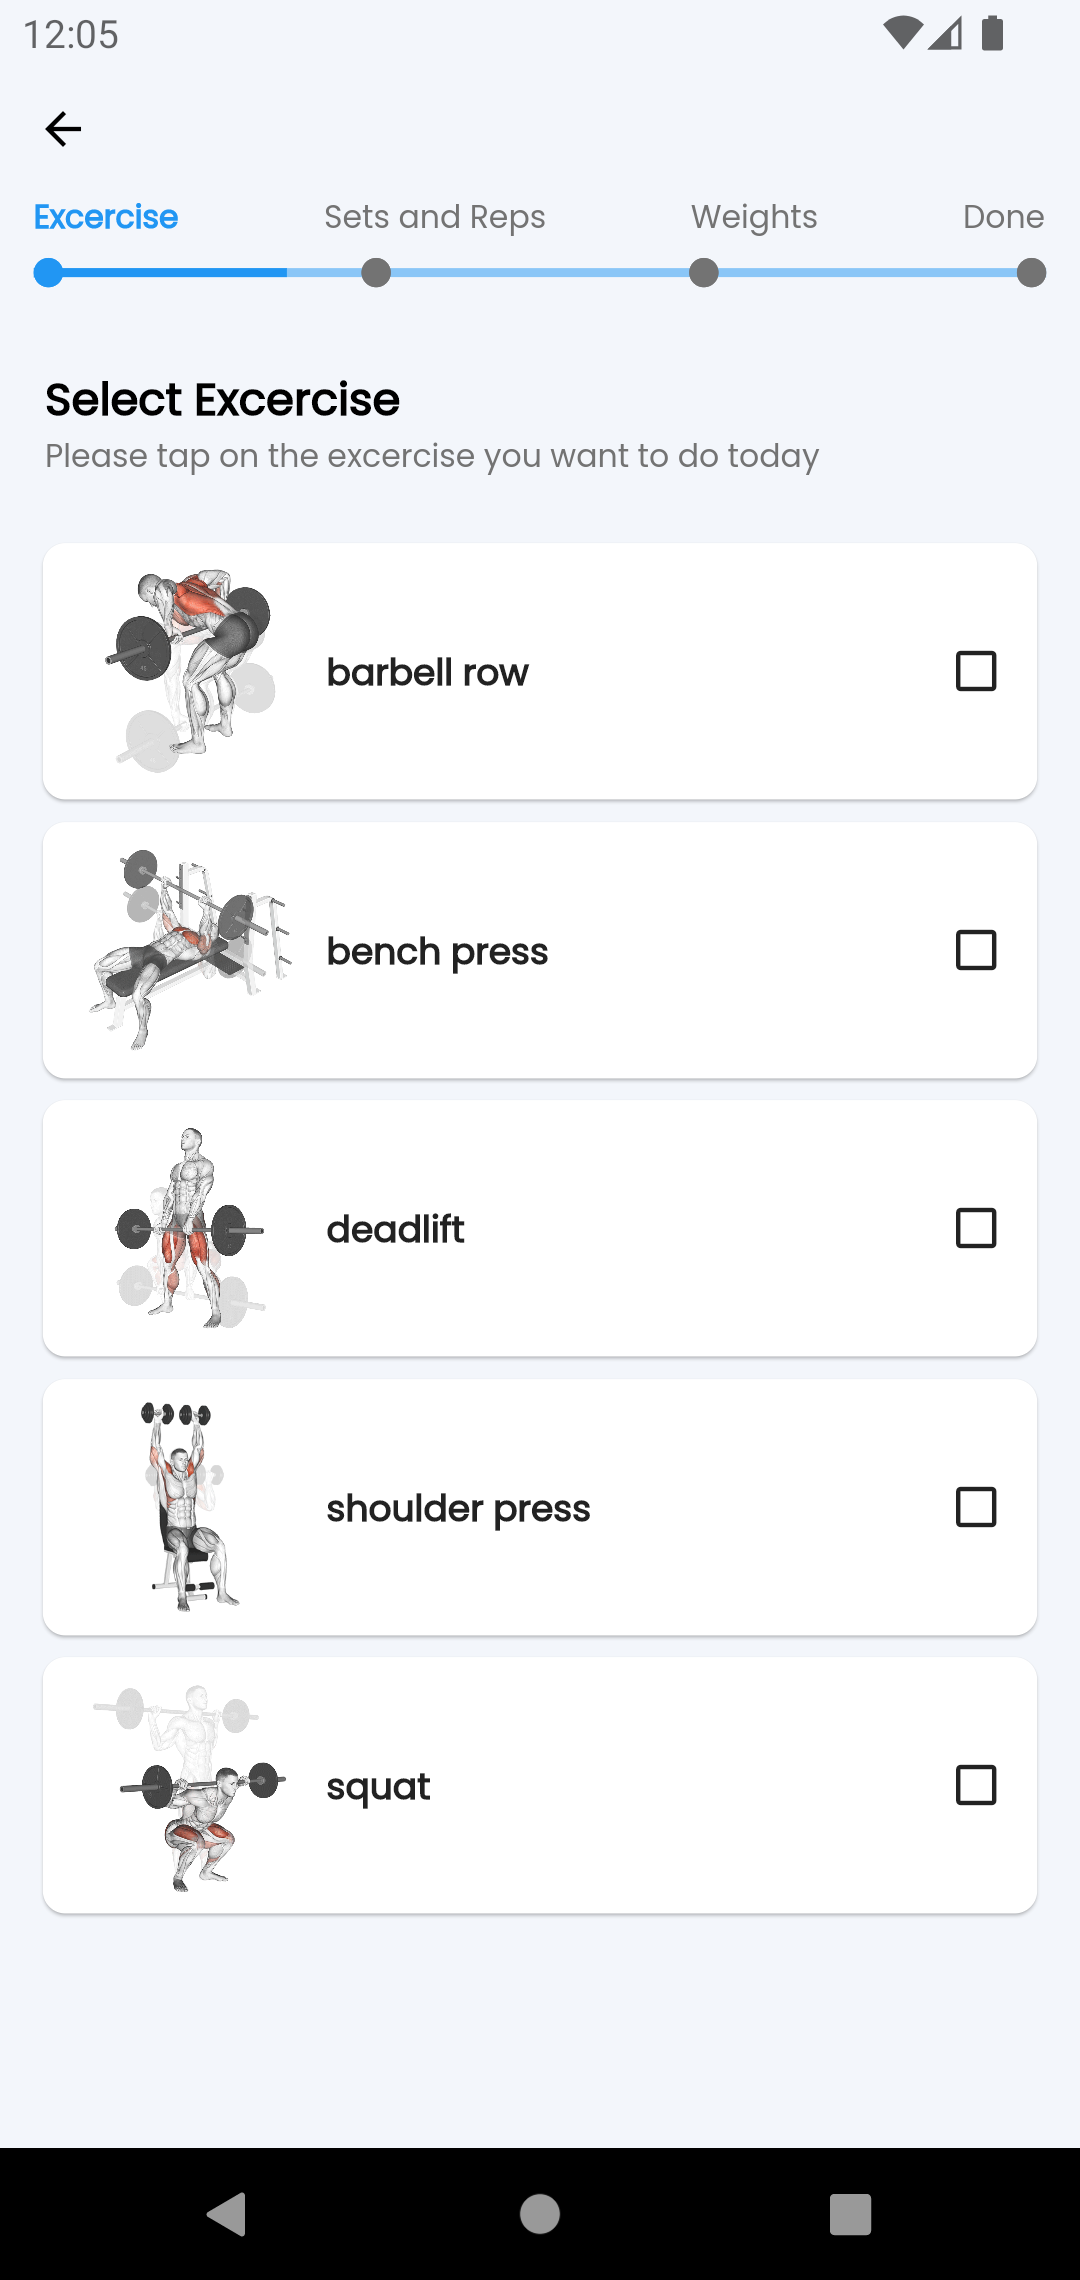 12:05
Excercise Sets and Reps Weights Done
Select Excercise
Please tap on the excercise you want to do today
barbell row
bench press
deadlift
shoulder press
squat